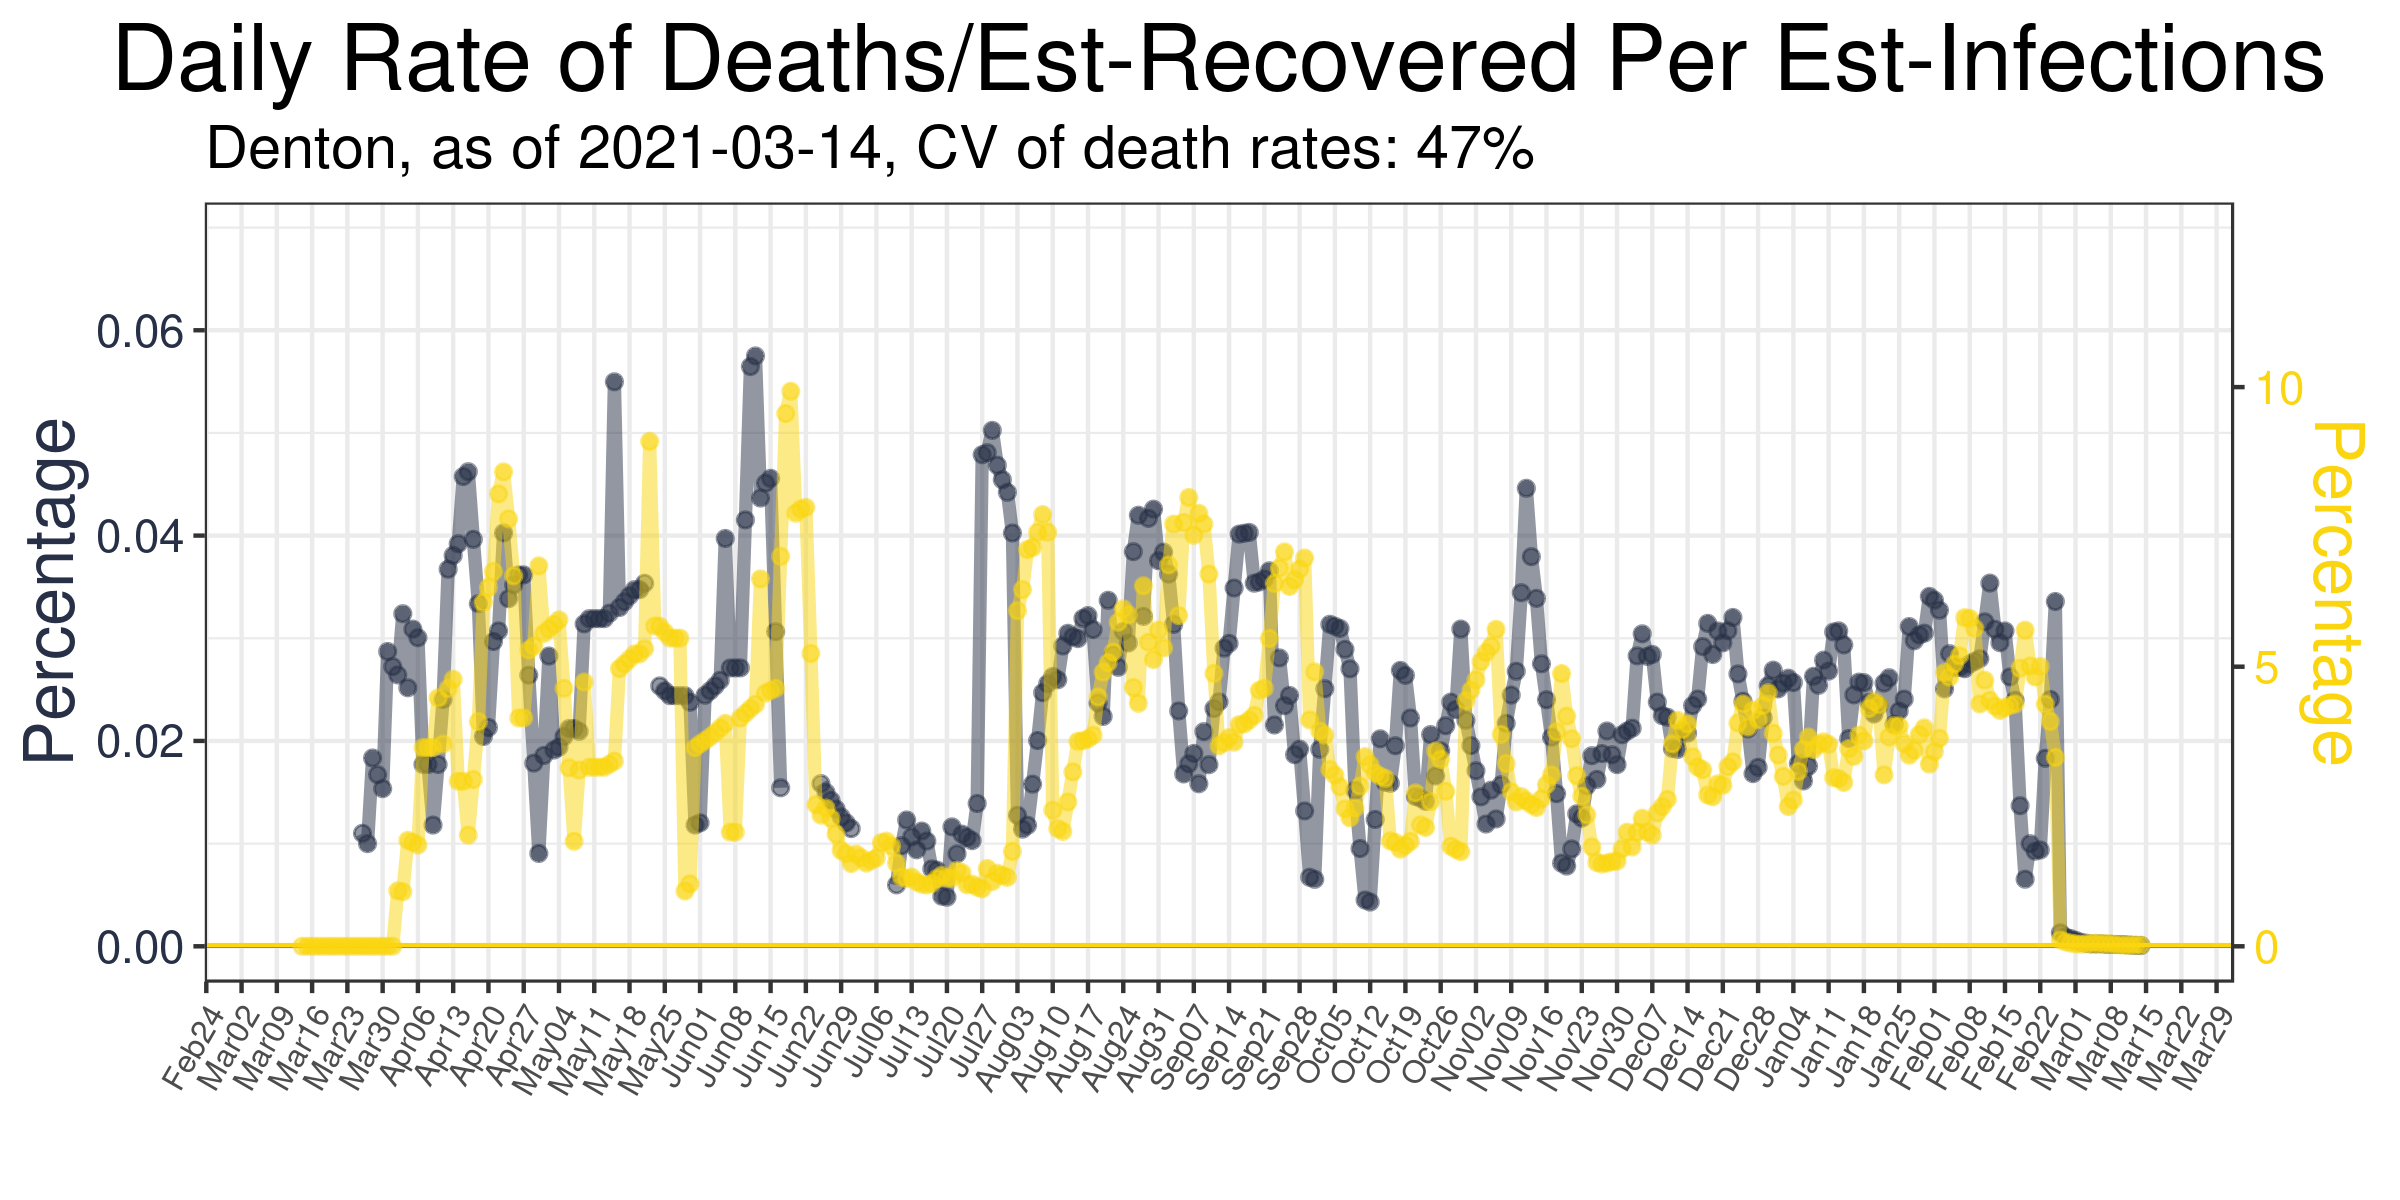 Daily Rate of Deaths/Est-Recovered Per Est-Infections
Denton, as of 2021-03-14, CV of death rates: 47%
Percentage
0.06
0.04
0.02
0.00
10
5
0
Percentage
Feb24
Mar02
Mar09
Mar16
Mar23
Mar30
Apr06
Apr13
Apr20
Apr27
May04
May11
May18
May25
Jun01
Jun08
Jun15
Jun22
Jun29
Jul06
Jul13
Jul20
Jul27
Aug03
Aug10
Aug17
Aug24
Aug31
Sep07
Sep14
Sep21
Sep28
Oct05
Oct12
Oct19
Oct26
Nov02
Nov09
Nov16
Nov23
Nov30
Dec07
Dec14
Dec21
Dec28
Jan04
Jan11
Jan18
Jan25
Feb01
Feb08
Feb15
Feb22
Mar01
Mar08
Mar15
Mar22
Mar29